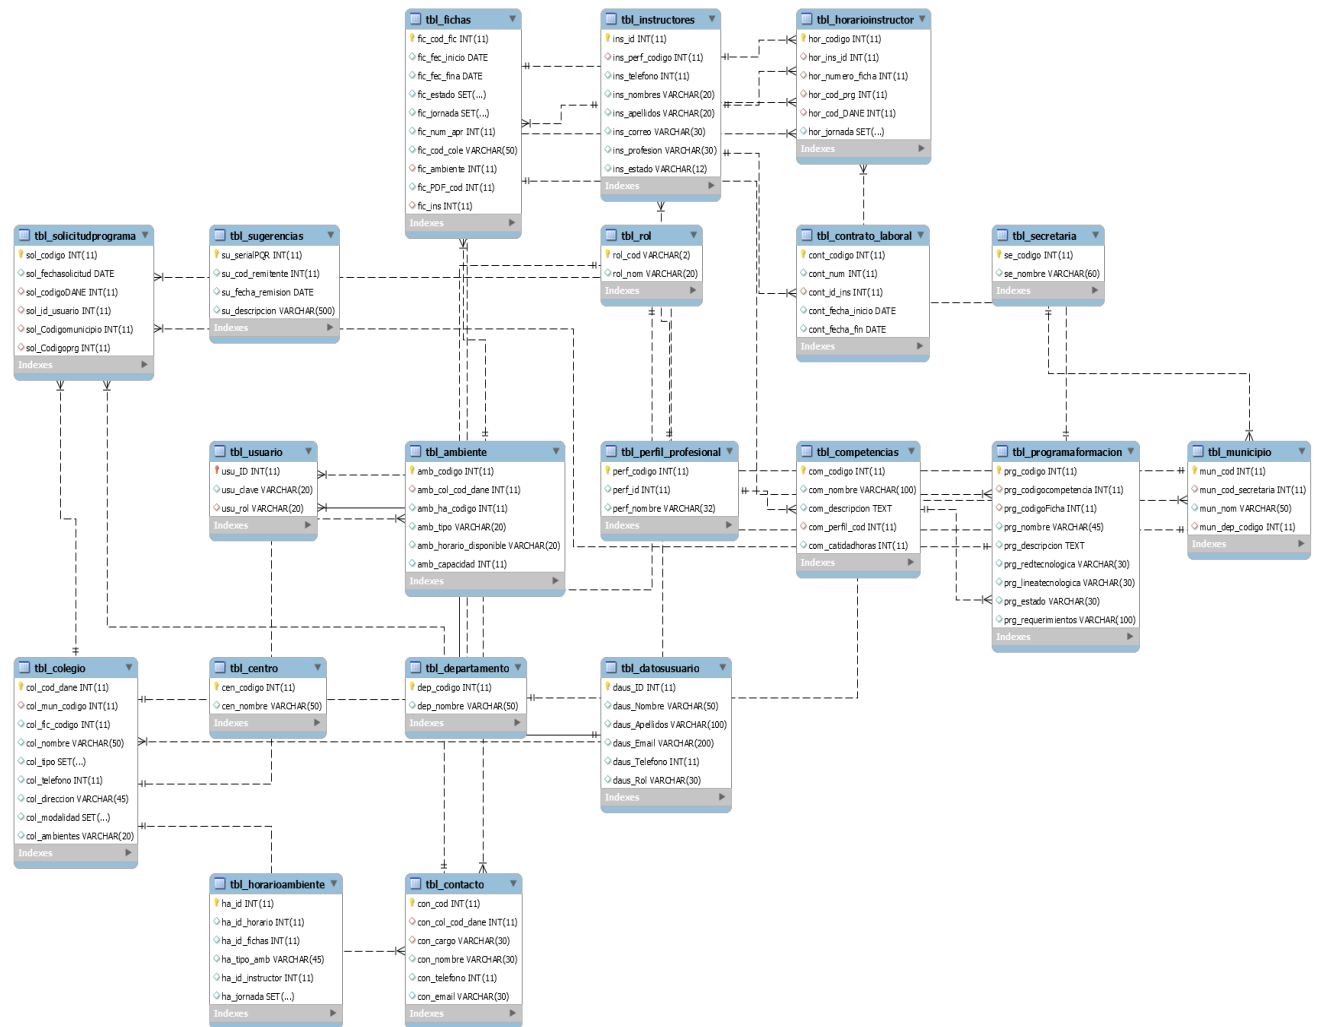 tbl_fichas
fic_cod_fic INT(11)
fic_fec_inicio DATE
fic_fec_fina DATE
fic_estado SET(...)
fic_jornada SET(...)
fic_num_apr INT(11)
fic_cod_cole VARCHAR(50)
fic_ambiente INT(11)
fic_PDF_cod INT(11)
fic_ins INT(11)
Indexes
tbl_instructores
ins_id INT(11)
ins_perf_codigo INT(11)
ins_telefono INT(11)
ins_nombres VARCHAR(20)
ins_apellidos VARCHAR(20)
ins_correo VARCHAR(30)
ins_profesion VARCHAR(30)
ins_estado VARCHAR(12)
Indexes
tbl_horarioinstructor
hor_codigo INT(11)
hor_ins_id INT(11)
hor_numero_ficha INT(11)
hor_cod_prg INT(11)
hor_cod_DANE INT(11)
hor_jornada SET(...)
Indexes
tbl_solicitudprograma
sol_codigo INT(11)
sol_fechasolicitud DATE
sol_codigoDANE INT(11)
sol_id_usuario INT(11)
sol_Codigomunicipio INT(11)
sol_Codigoprg INT(11)
Indexes
tbl_sugerencias
su_serialPQR INT(11)
su_cod_remitente INT(11)
su_fecha_remision DATE
su_descripcion VARCHAR(500)
Indexes
tbl_rol
rol_cod VARCHAR(2)
rol_nom VARCHAR(20)
Indexes
tbl_contrato_laboral
cont_codigo INT(11)
cont_num INT(11)
cont_id_ins INT(11)
cont_fecha_inicio DATE
cont_fecha_fin DATE
Indexes
tbl_secretaria
se_codigo INT(11)
se_nombre VARCHAR(60)
Indexes
tbl_usuario
usu_ID INT(11)
usu_clave VARCHAR(20)
usu_rol VARCHAR(20)
Indexes
tbl_ambiente
amb_codigo INT(11)
amb_col_cod_dane INT(11)
amb_ha_codigo INT(11)
amb_tipo VARCHAR(20)
amb_horario_disponible VARCHAR(20)
amb_capacidad INT(11)
Indexes
tbl_perfil_profesional
perf_codigo INT(11)
perf_id INT(11)
perf_nombre VARCHAR(32)
Indexes
tbl_competencias
com_codigo INT(11)
com_nombre VARCHAR(100)
com_descripcion TEXT
com_perfil_cod INT(11)
com_catidadhoras INT(11)
Indexes
tbl_programaformacion
prg_codigo INT(11)
prg_codigocompetencia INT(11)
prg_codigoFicha INT(11)
prg_nombre VARCHAR(45)
prg_descripcion TEXT
prg_redtecnologica VARCHAR(30)
prg_lineatecnologica VARCHAR(30)
prg_estado VARCHAR(30)
prg_requerimientos VARCHAR(100)
Indexes
tbl_municipio
mun_cod INT(11)
mun_cod_secretaria INT(11)
mun_nom VARCHAR(50)
mun_dep_codigo INT(11)
Indexes
tbl_colegio
col_cod_dane INT(11)
col_mun_codigo INT(11)
col_fic_codigo INT(11)
col_nombre VARCHAR(50)
col_tipo SET(...)
col_telefono INT(11)
col_direccion VARCHAR(45)
col_modalidad SET(...)
col_ambientes VARCHAR(20)
Indexes
tbl_centro
cen_codigo INT(11)
cen_nombre VARCHAR(50)
Indexes
tbl_departamento
dep_codigo INT(11)
dep_nombre VARCHAR(50)
Indexes
tbl_datosusuario
daus_ID INT(11)
daus_Nombre VARCHAR(50)
daus_Apellidos VARCHAR(100)
daus_Email VARCHAR(200)
daus_Telefono INT(11)
daus_Rol VARCHAR(30)
Indexes
tbl_horarioambiente
ha_id INT(11)
ha_id_horario INT(11)
ha_id_fichas INT(11)
ha_tipo_amb VARCHAR(45)
ha_id_instructor INT(11)
ha_jornada SET(...)
Indexes
tbl_contacto
con_cod INT(11)
con_col_cod_dane INT(11)
con_cargo VARCHAR(30)
con_nombre VARCHAR(30)
con_telefono INT(11)
con_email VARCHAR(30)
Indexes